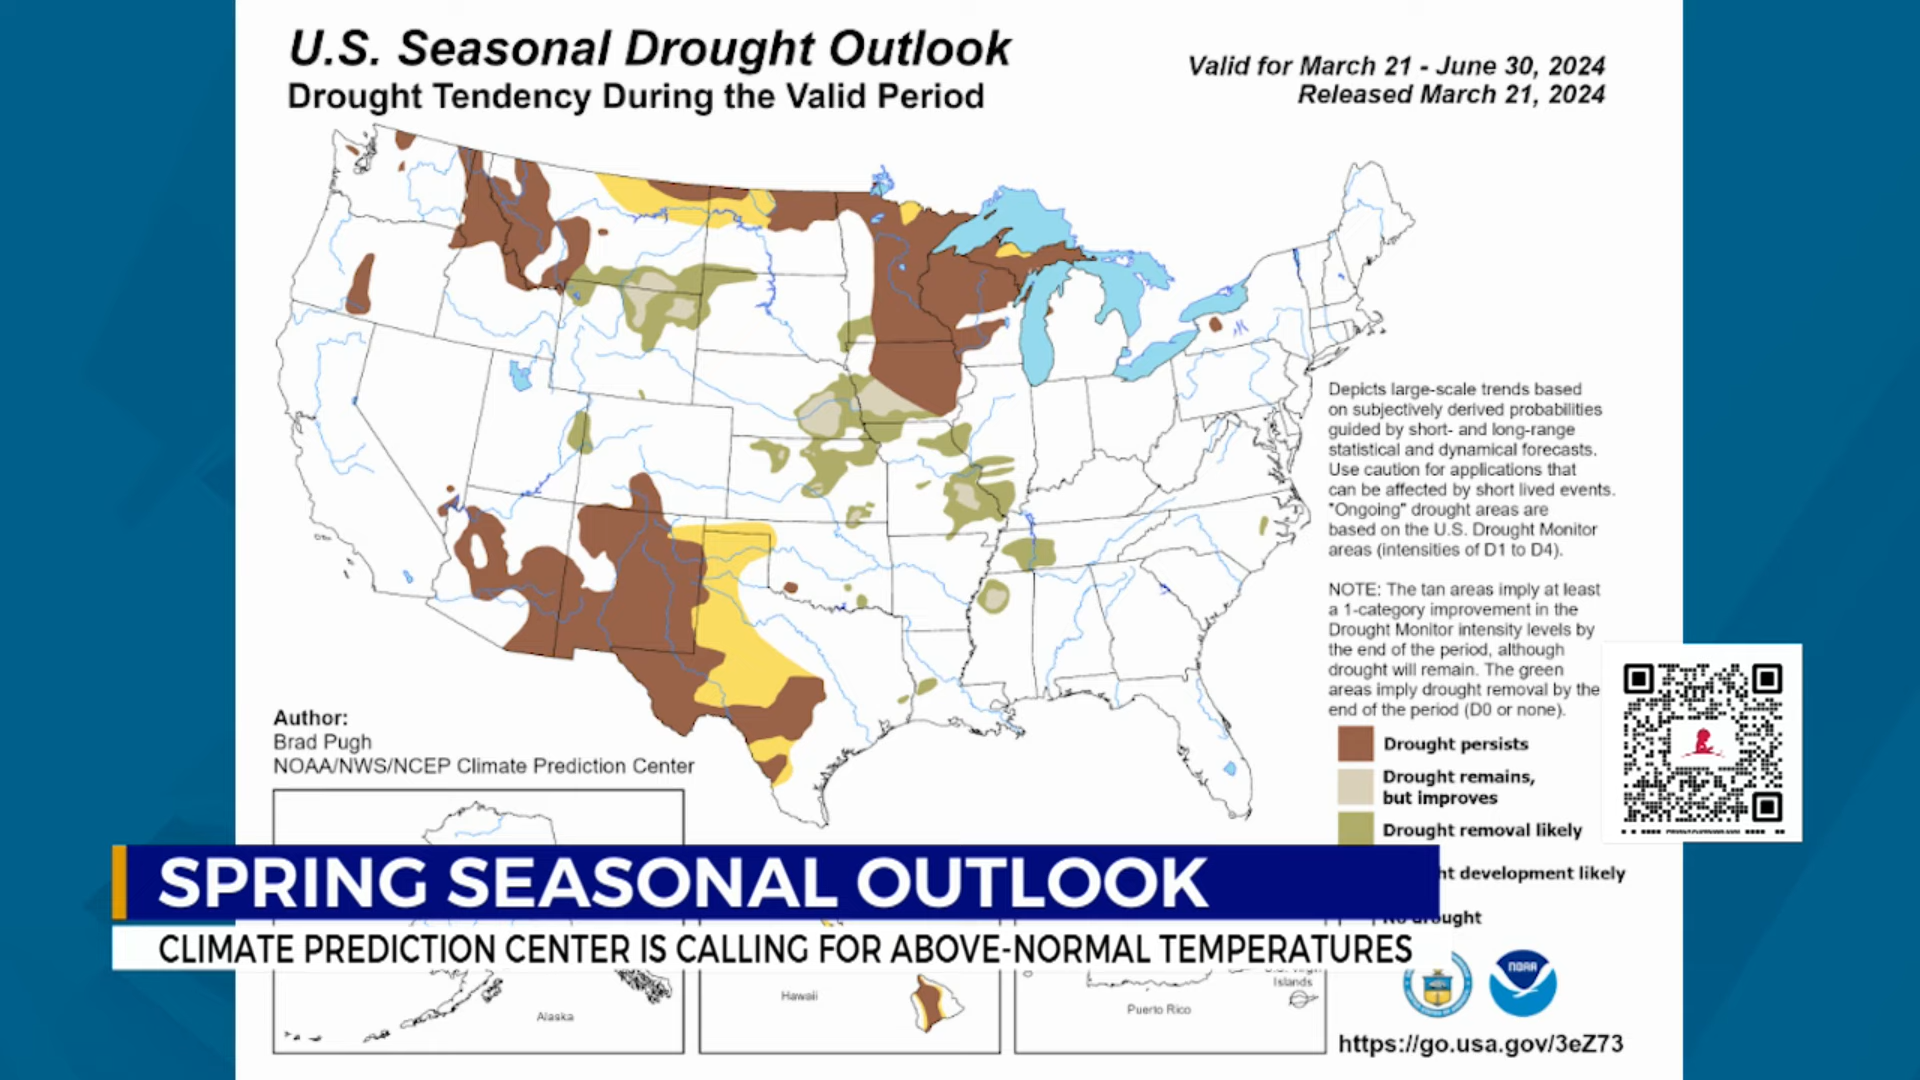 U.S. Seasonal Drought Outlook
Drought Tendency During the Valid Period
Valid for March 21 - June 30, 2024
Released March 21, 2024
Depicts large-scale trends based
on subjectively derived probabilities
guided by short- and long-range
statistical and dynamical forecasts.
Use caution for applications that
can be affected by short lived events.
"Ongoing" drought areas are
based on the U.S. Drought Monitor
areas (intensities of D1 to D4).
NOTE: The tan areas imply at least
a 1-category improvement in the
Drought Monitor intensity levels by
the end of the period, although
drought will remain. The green
areas imply drought removal by the
end of the period (D0 or none).
Author:
Brad Pugh
NOAA/NWS/NCEP Climate Prediction Center
Drought persists
Drought remains,
but improves
Drought removal likely
development likely
No drought
SPRING SEASONAL OUTLOOK
CLIMATE PREDICTION CENTER IS CALLING FOR ABOVE-NORMAL TEMPERATURES
Alaska
Hawaii
Puerto Rico
Islands
NOAA
https://go.usa.gov/3eZ73